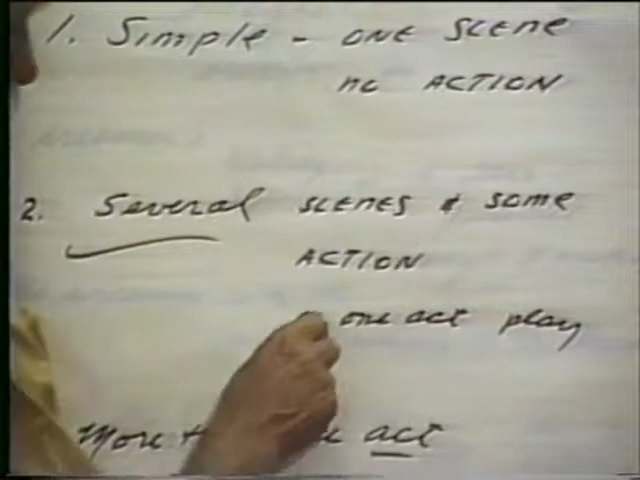 1. Simple - ONE SCENE
no ACTION
2. Several SCENES & some
ACTION
one act play
More act